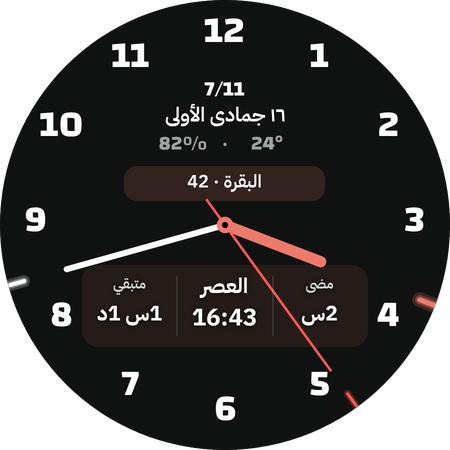 12
11 1
7/11
١٦ جمادى الأولى
10 2
82% · 24°
البقرة · 42
9 3
مضى العصر متبقي
2س 16:43 1س 1د
8 4
7 5
6